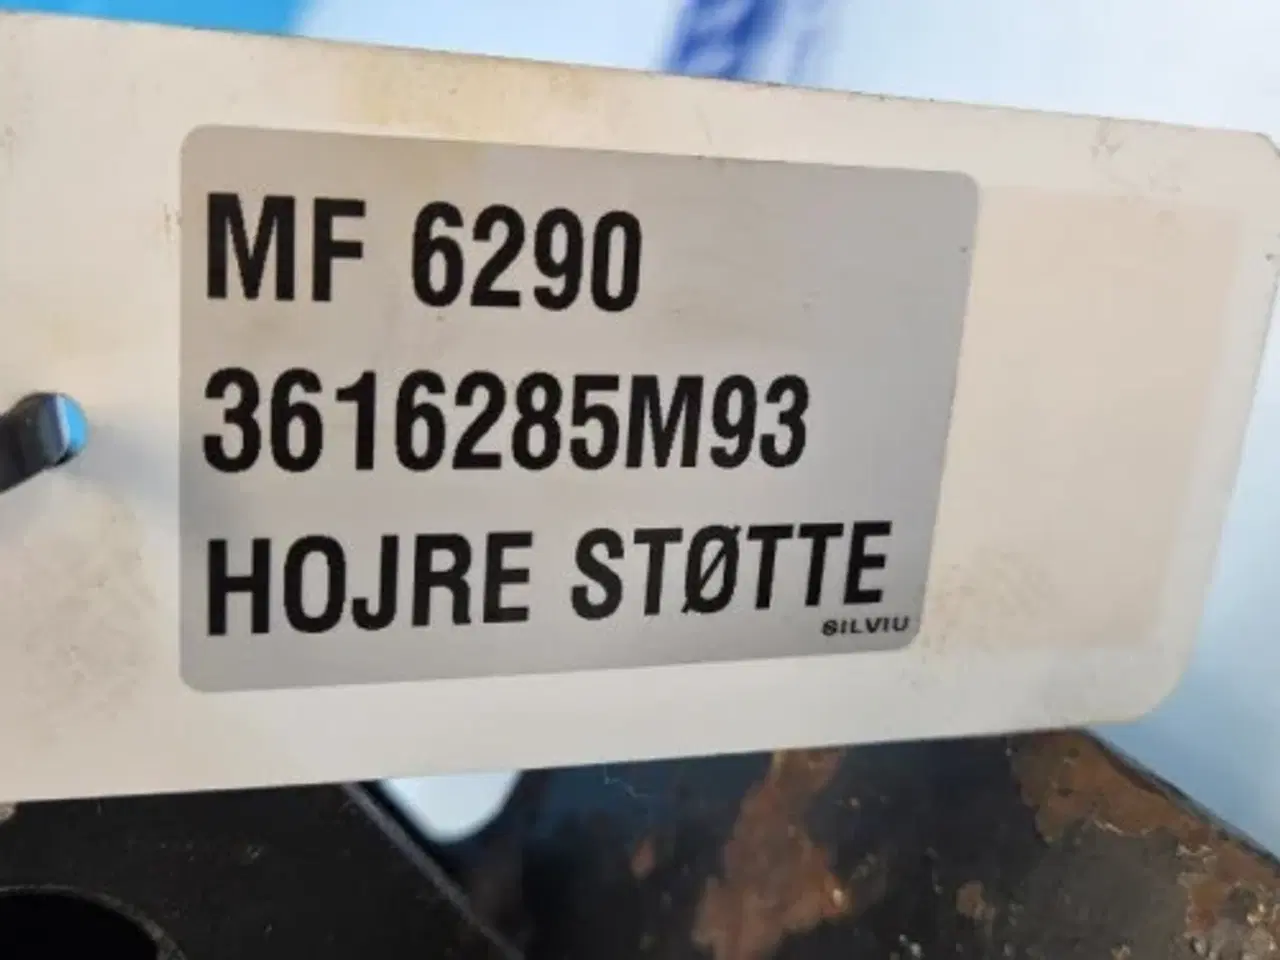 MF 6290
3616285M93
HOJRE STØTTE
SILVIU